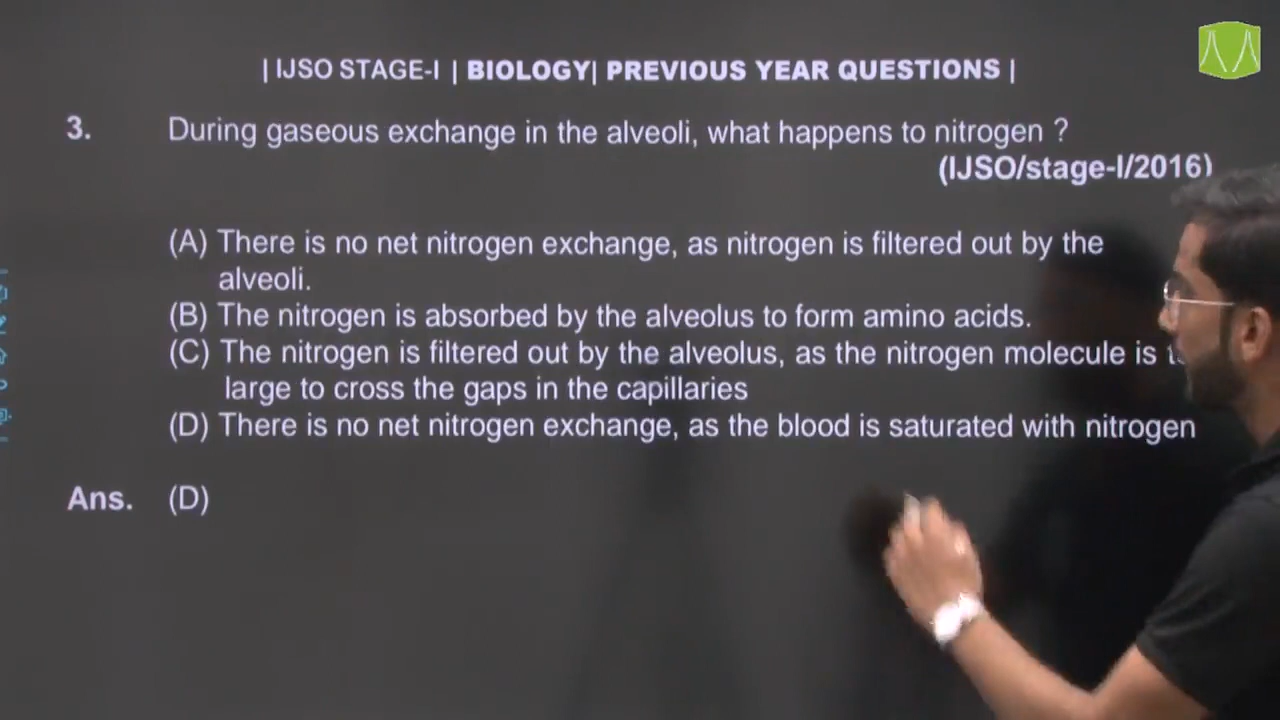 | IJSO STAGE-I | BIOLOGY| PREVIOUS YEAR QUESTIONS |
3. During gaseous exchange in the alveoli, what happens to nitrogen ?
(IJSO/stage-I/2016)
(A) There is no net nitrogen exchange, as nitrogen is filtered out by the
alveoli.
(B) The nitrogen is absorbed by the alveolus to form amino acids.
(C) The nitrogen is filtered out by the alveolus, as the nitrogen molecule is
large to cross the gaps in the capillaries
(D) There is no net nitrogen exchange, as the blood is saturated with nitrogen
Ans. (D)